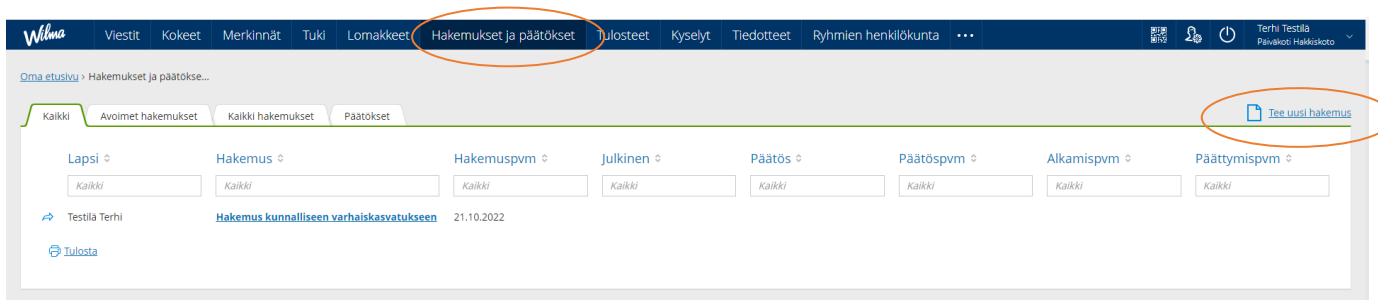 Wilma Viestit Kokeet Merkinnät Tuki Lomakkeet Hakemukset ja päätökset Tulosteet Kyselyt Tiedotteet Ryhmien henkilökunta ••• Terhi Testilä
Päiväkoti Hakkiskoto
Oma etusivu › Hakemukset ja päätökse...
Kaikki Avoimet hakemukset Kaikki hakemukset Päätökset Tee uusi hakemus
Lapsi Hakemus Hakemuspvm Julkinen Päätös Päätöspvm Alkamispvm Päättymispvm
Kaikki Kaikki Kaikki Kaikki Kaikki Kaikki Kaikki Kaikki
Testilä Terhi Hakemus kunnalliseen varhaiskasvatukseen 21.10.2022
Tulosta